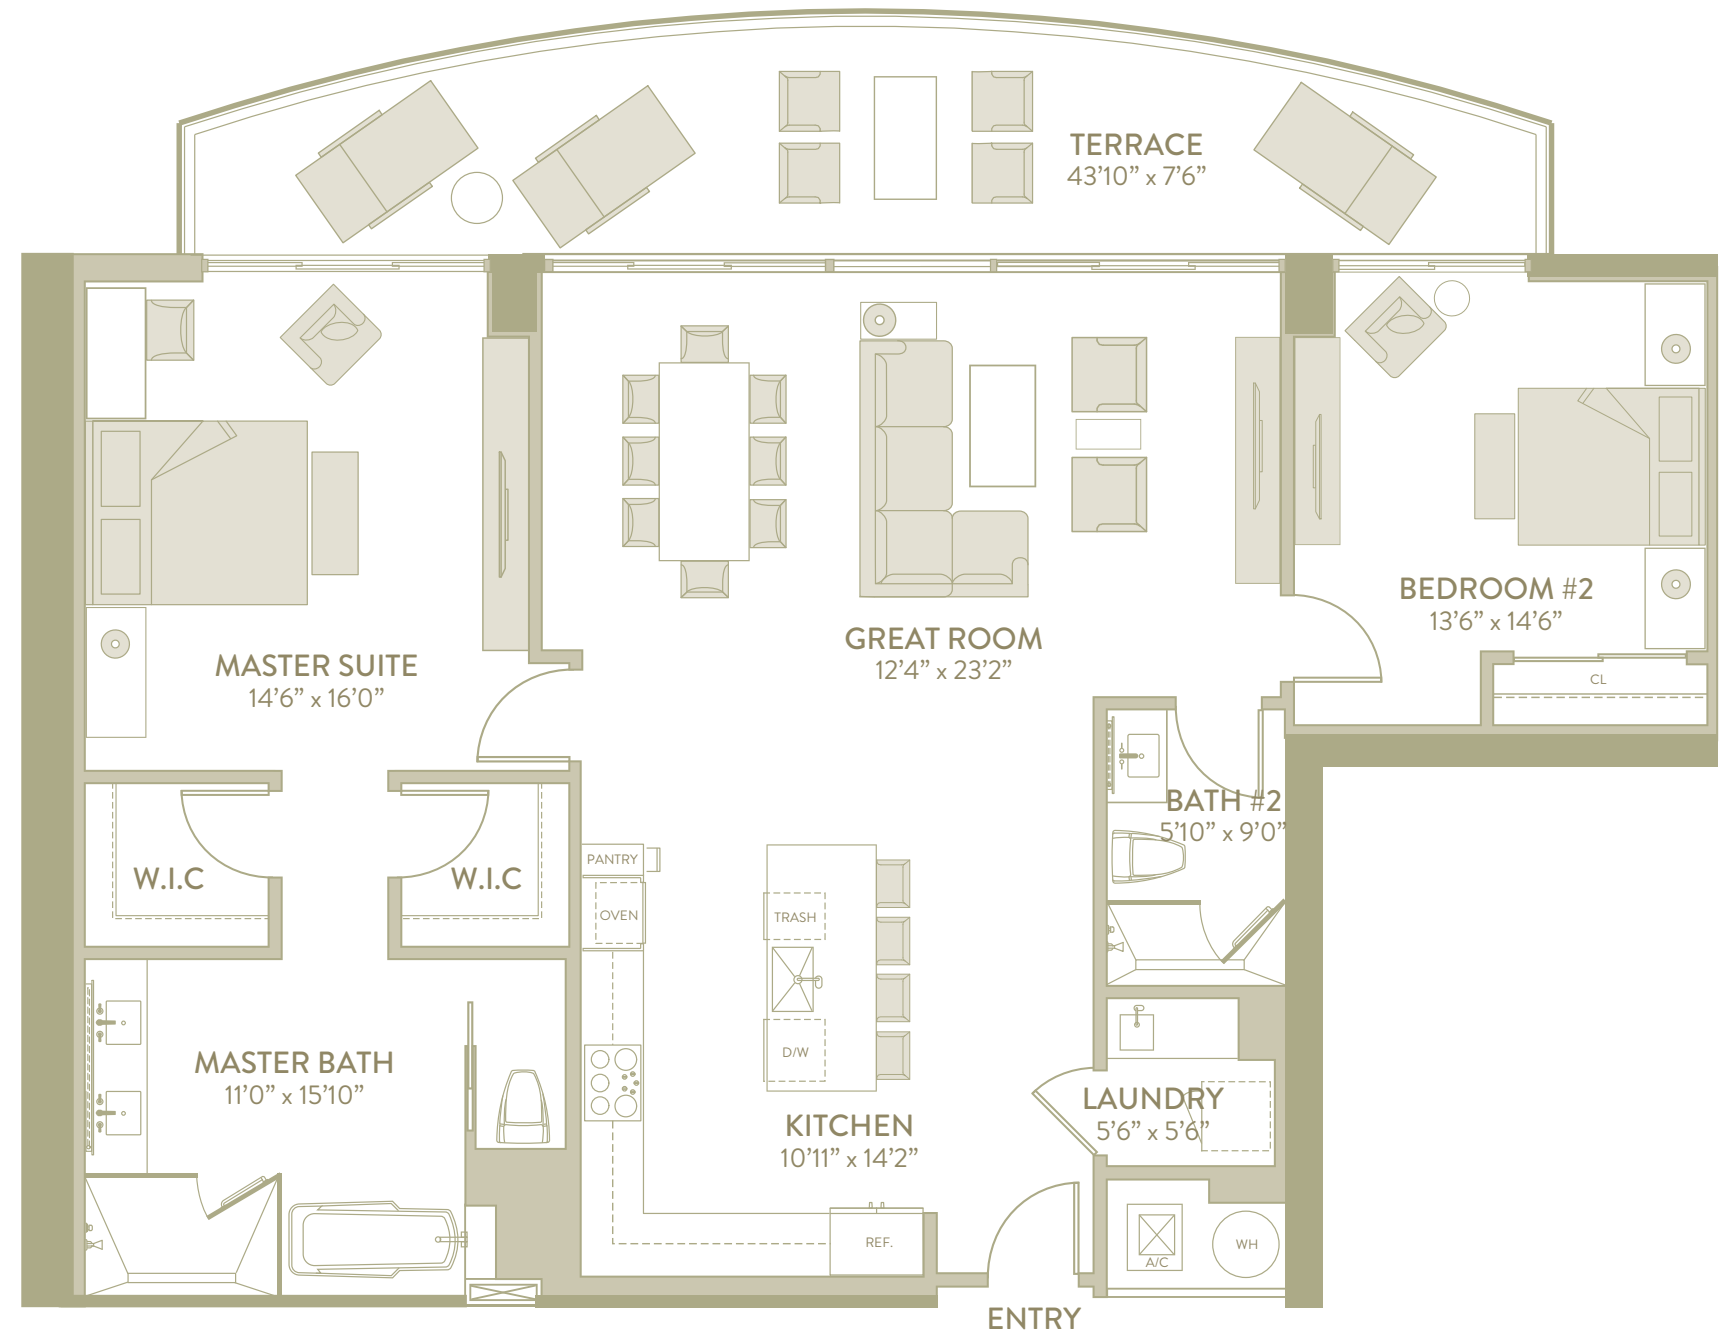 TERRACE
43’10” x 7’6”
BEDROOM #2
13’6” x 14’6”
GREAT ROOM
12’4” x 23’2”
MASTER SUITE
14’6” x 16’0”
CL
BATH #2
5’10” x 9’0”
W.I.C
W.I.C
PANTRY
OVEN
TRASH
D/W
MASTER BATH
11’0” x 15’10”
LAUNDRY
5’6” x 5’6”
KITCHEN
10’11” x 14’2”
REF.
A/C
WH
ENTRY